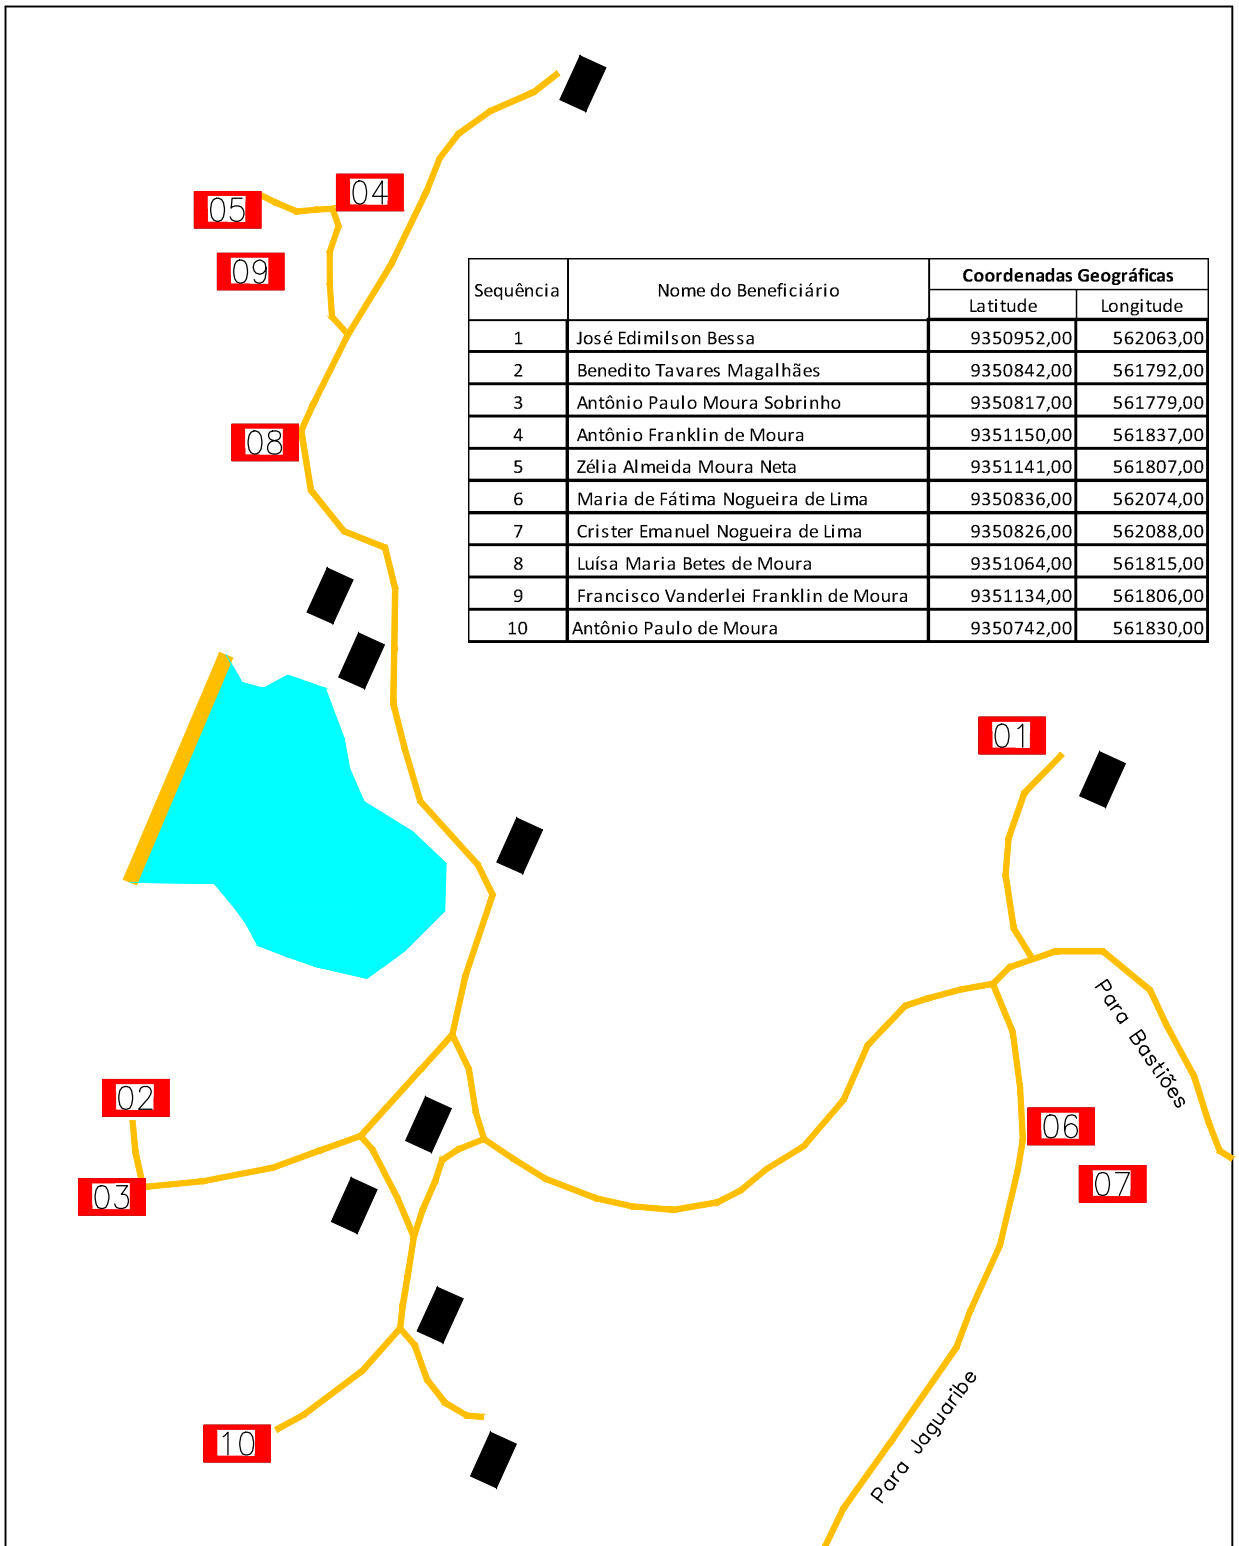 04
05
09
Sequência Nome do Beneficiário Coordenadas Geográficas
Latitude Longitude
1 José Edimilson Bessa 9350952,00 562063,00
2 Benedito Tavares Magalhães 9350842,00 561792,00
3 Antônio Paulo Moura Sobrinho 9350817,00 561779,00
4 Antônio Franklin de Moura 9351150,00 561837,00
5 Zélia Almeida Moura Neta 9351141,00 561807,00
6 Maria de Fátima Nogueira de Lima 9350836,00 562074,00
7 Crister Emanuel Nogueira de Lima 9350826,00 562088,00
8 Luísa Maria Betes de Moura 9351064,00 561815,00
9 Francisco Vanderlei Franklin de Moura 9351134,00 561806,00
10 Antônio Paulo de Moura 9350742,00 561830,00
08
01
Para Bastiões
02
06
07
03
Para Jaguaribe
10